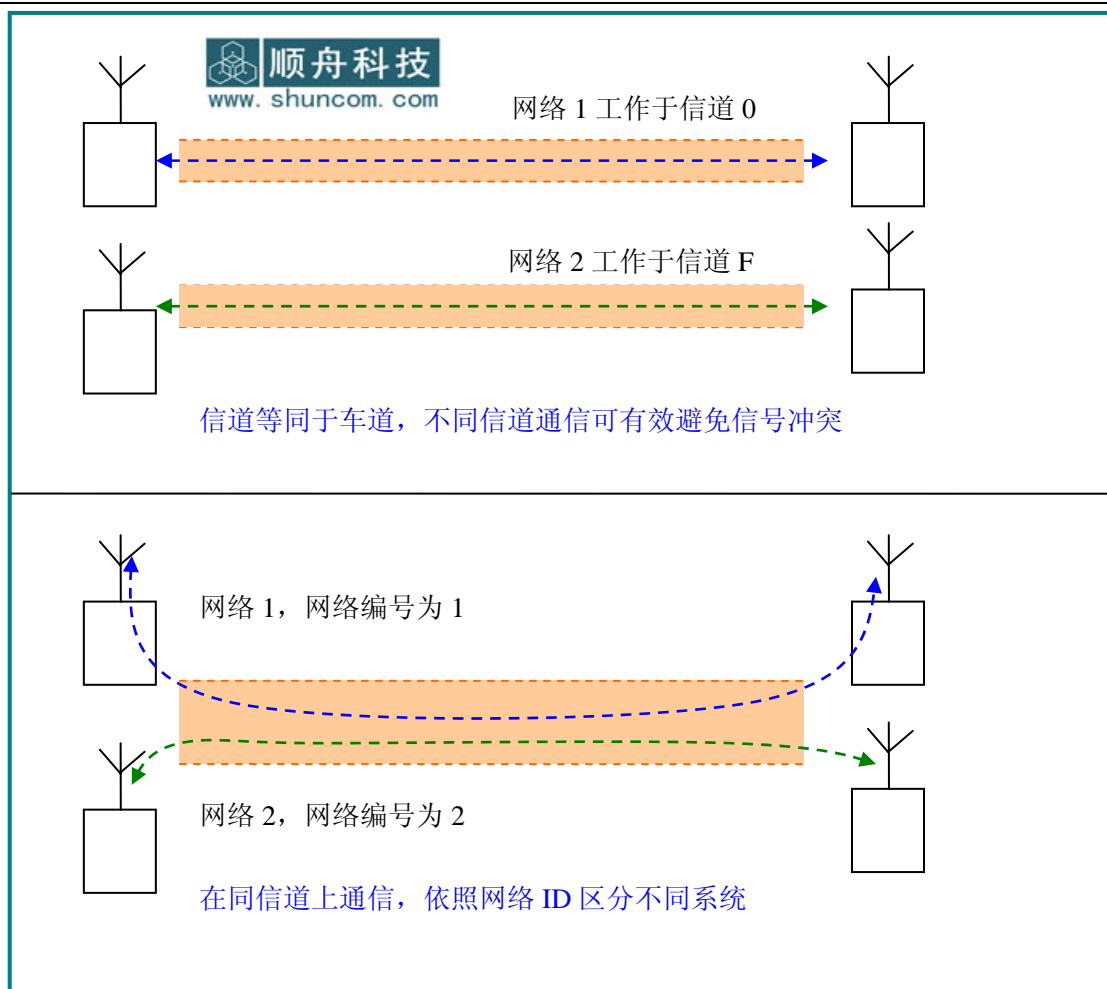 顺舟科技
www. shuncom. com
网络 1 工作于信道 0
网络 2 工作于信道 F
信道等同于车道，不同信道通信可有效避免信号冲突
网络 1，网络编号为 1
网络 2，网络编号为 2
在同信道上通信，依照网络 ID 区分不同系统